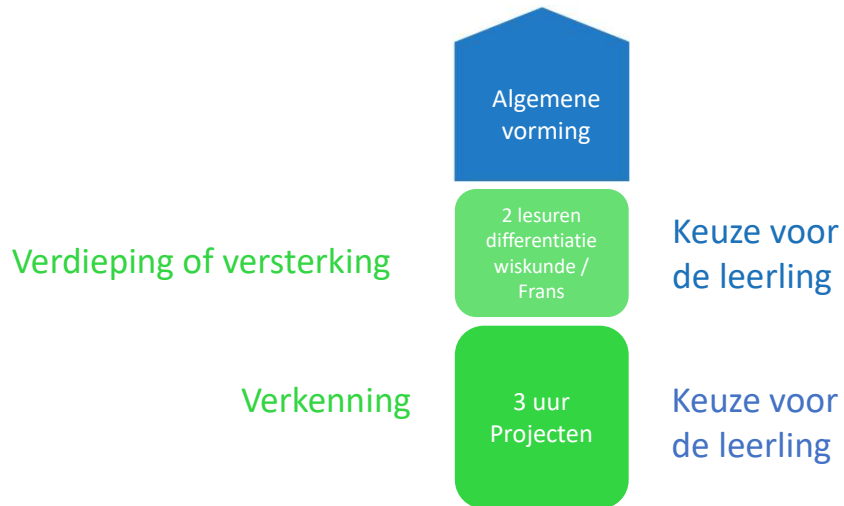 Algemene
vorming
Verdieping of versterking
2 lesuren
differentiatie
wiskunde /
Frans
Keuze voor
de leerling
Verkenning
3 uur
Projecten
Keuze voor
de leerling